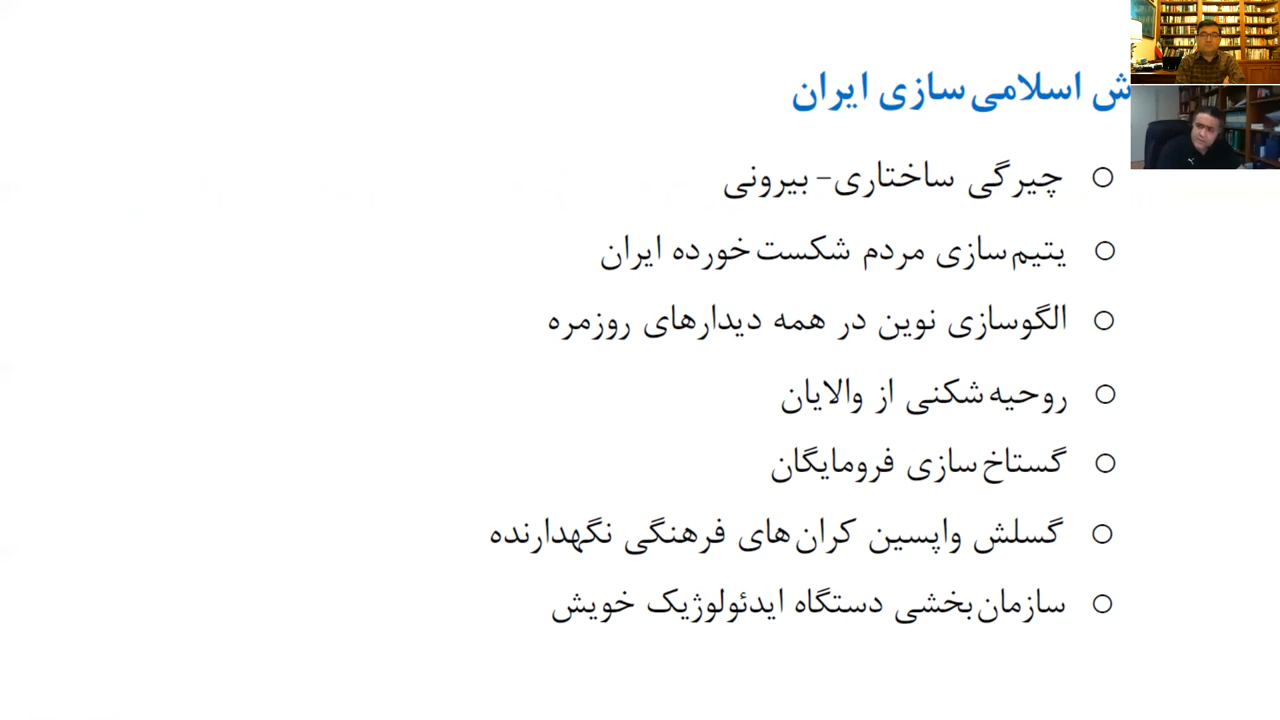 اسلامی‌سازی ایران
چیرگی ساختاری- بیرونی
یتیم‌سازی مردم شکست‌خورده ایران
الگوسازی نوین در همه دیدارهای روزمره
روحیه‌شکنی از والایان
گستاخ‌سازی فرومایگان
گسلش واپسین کران‌های فرهنگی نگهدارنده
سازمان‌بخشی دستگاه ایدئولوژیک خویش